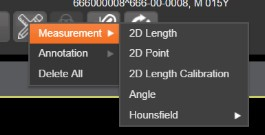 666000008^666-00-0008, M 015Y
Measurement
Annotation
Delete All
2D Length
2D Point
2D Length Calibration
Angle
Hounsfield